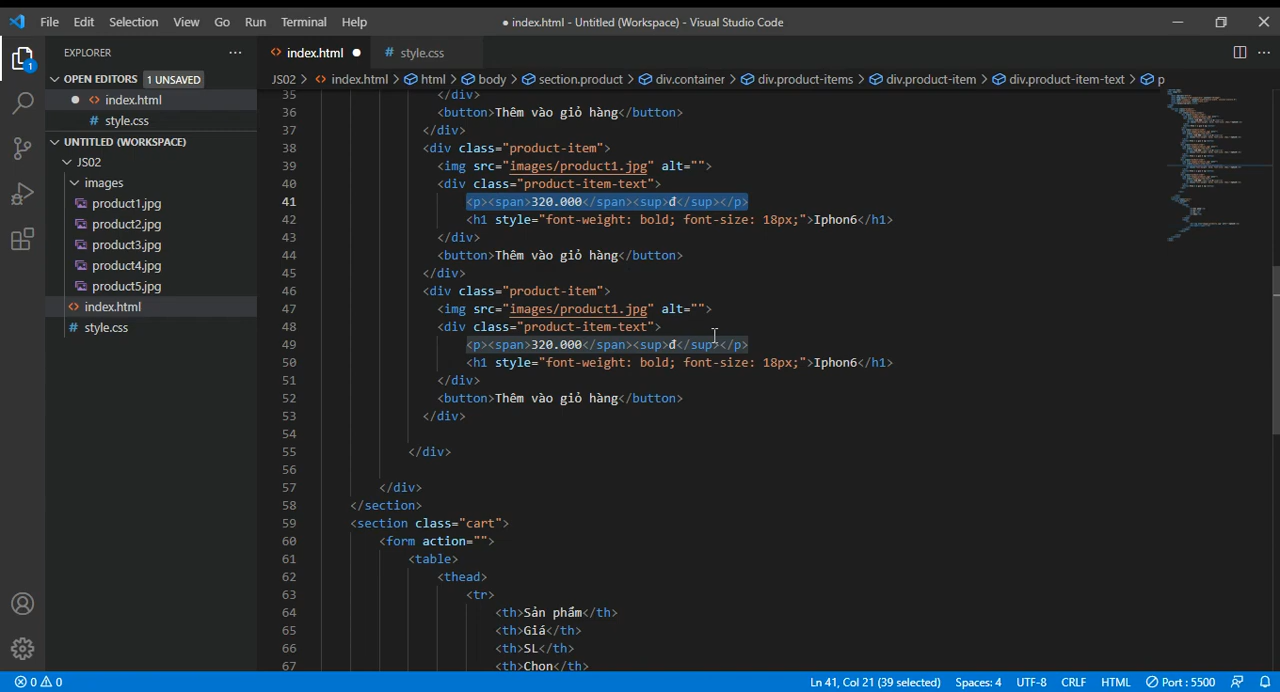 File Edit Selection View Go Run Terminal Help
● index.html - Untitled (Workspace) - Visual Studio Code
EXPLORER
OPEN EDITORS 1 UNSAVED
index.html
style.css
UNTITLED (WORKSPACE)
JS02
images
product1.jpg
product2.jpg
product3.jpg
product4.jpg
product5.jpg
index.html
style.css
1
index.html ● style.css
JS02 > index.html > html > body > section.product > div.container > div.product-items > div.product-item > div.product-item-text > p
35 </div>
36 <button>Thêm vào giỏ hàng</button>
37 </div>
38 <div class="product-item">
39 <img src="images/product1.jpg" alt="">
40 <div class="product-item-text">
41 <p><span>320.000</span><sup>đ</sup></p>
42 <h1 style="font-weight: bold; font-size: 18px;">Iphon6</h1>
43 </div>
44 <button>Thêm vào giỏ hàng</button>
45 </div>
46 <div class="product-item">
47 <img src="images/product1.jpg" alt="">
48 <div class="product-item-text">
49 <p><span>320.000</span><sup>đ</sup></p>
50 <h1 style="font-weight: bold; font-size: 18px;">Iphon6</h1>
51 </div>
52 <button>Thêm vào giỏ hàng</button>
53 </div>
54
55 </div>
56
57 </div>
58 </section>
59 <section class="cart">
60 <form action="">
61 <table>
62 <thead>
63 <tr>
64 <th>Sản phẩm</th>
65 <th>Giá</th>
66 <th>SL</th>
67 <th>Chọn</th>
0 0 Ln 41, Col 21 (39 selected) Spaces: 4 UTF-8 CRLF HTML Port : 5500